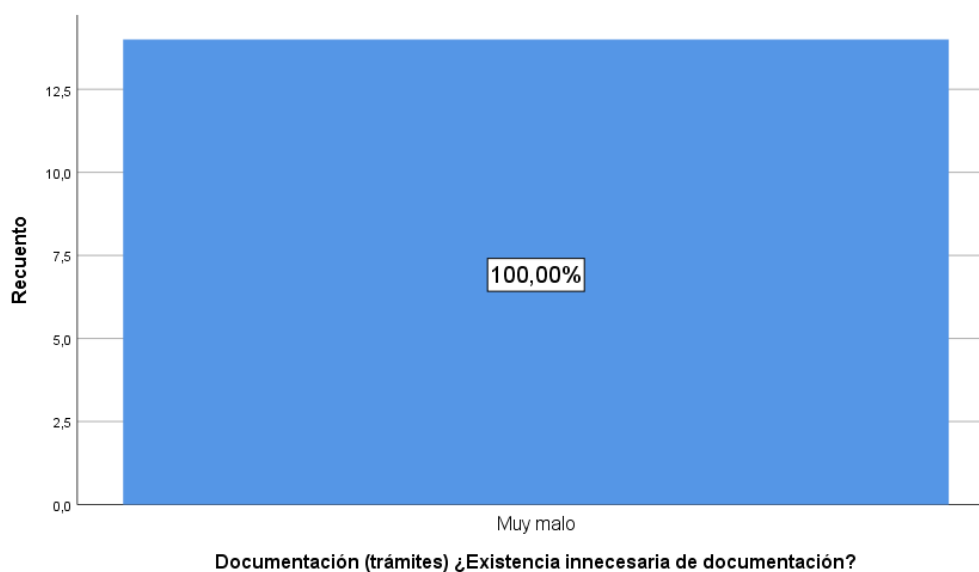 Recuento
12,5
10,0
7,5
5,0
2,5
0,0
100,00%
Muy malo
Documentación (trámites) ¿Existencia innecesaria de documentación?